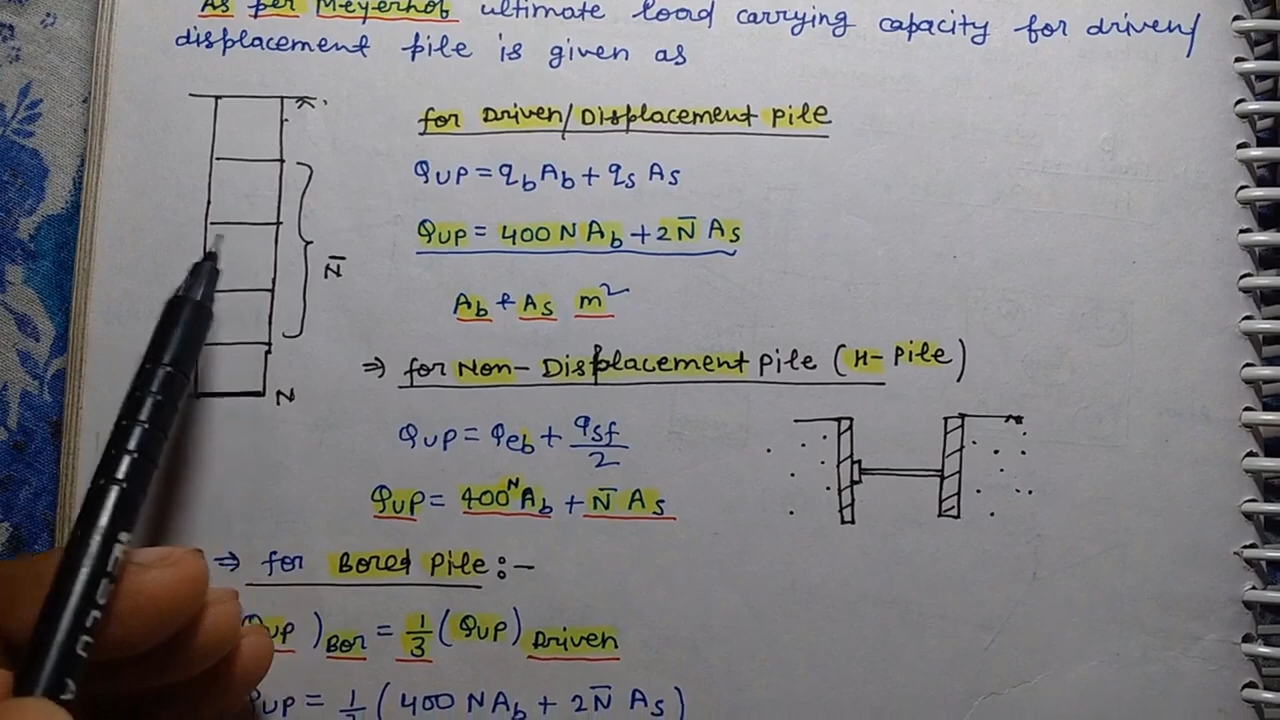 As per Meyerhof ultimate load carrying capacity for driven/
displacement pile is given as
for Driven/Displacement pile
QUP = qb Ab + qs As
QUP = 400 N Ab + 2N̄ As
Ab & As m²
N̄
N
⇒ for Non-Displacement pile (H-pile)
QUP = Qeb + qsf/2
QUP = 400 N Ab + N̄ As
⇒ for Bored pile :-
)Bor = 1/3 (QUP) Driven
UP = 1/3 (400 N Ab + 2N̄ As)